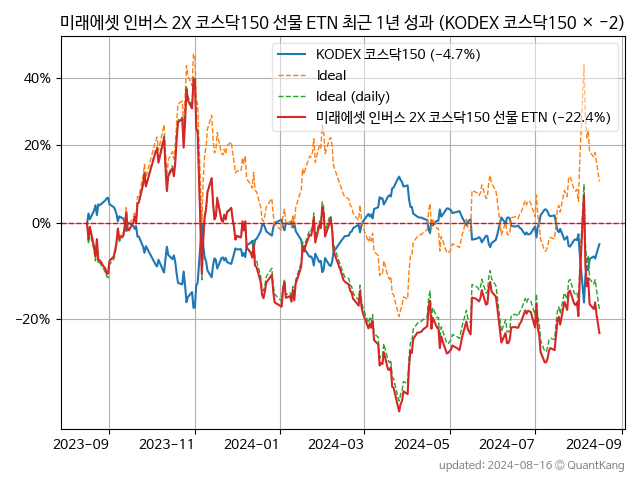 미래에셋 인버스 2X 코스닥150 선물 ETN 최근 1년 성과 (KODEX 코스닥150 × −2)
KODEX 코스닥150 (−4.7%)
Ideal
Ideal (daily)
미래에셋 인버스 2X 코스닥150 선물 ETN (−22.4%)
40%
20%
0%
−20%
2023-09 2023-11 2024-01 2024-03 2024-05 2024-07 2024-09
updated: 2024-08-16 © QuantKang